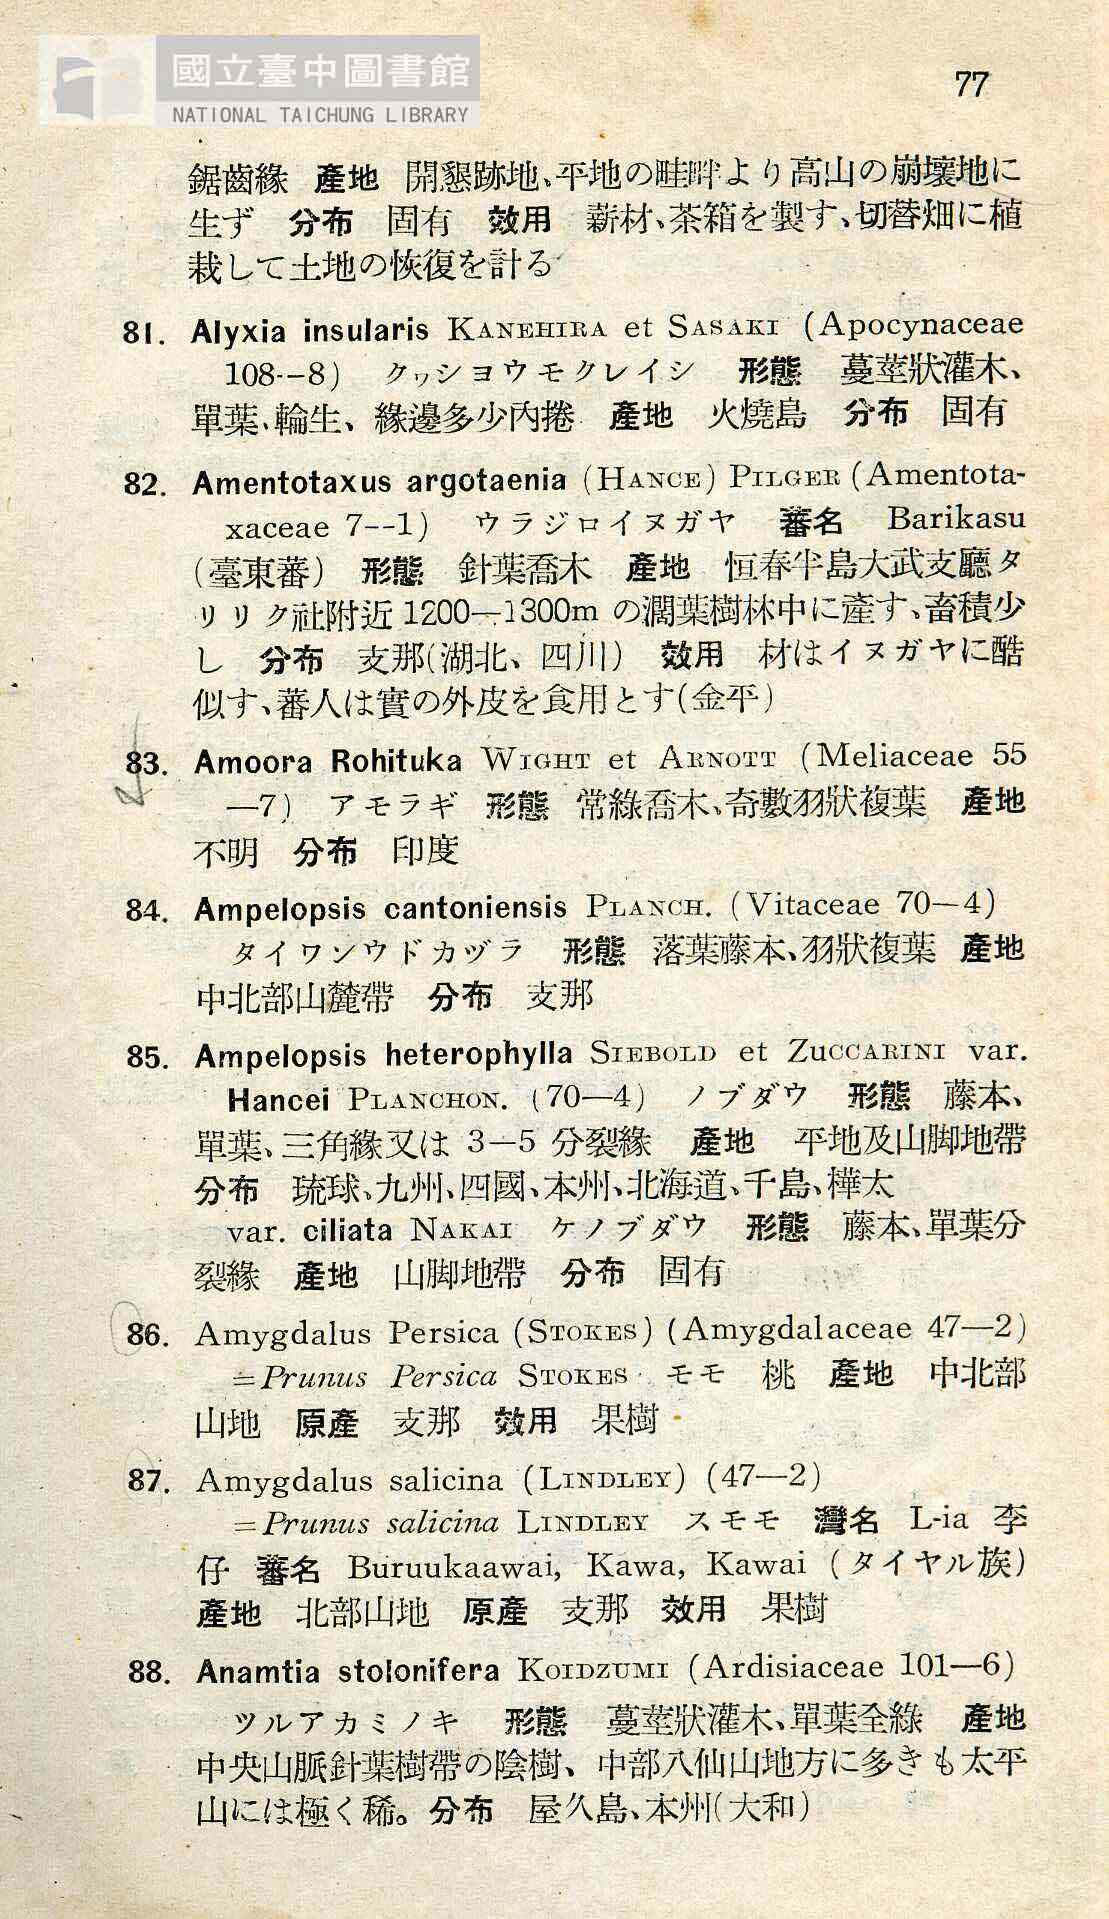 國立臺中圖書館
NATIONAL TAICHUNG LIBRARY
77
鋸齒緣　產地　開墾跡地、平地の畦畔より高山の崩壞地に
生ず　分布　固有　效用　薪材、茶箱を製す、切替畑に植
栽して土地の恢復を計る
81. Alyxia insularis KANEHIRA et SASAKI (Apocynaceae
108--8)　クヮショウモクレイシ　形態　蔓莖狀灌木、
單葉、輪生、緣邊多少內捲　產地　火燒島　分布　固有
82. Amentotaxus argotaenia (HANCE) PILGER (Amentota-
xaceae 7--1)　ウラジロイヌガヤ　蕃名　Barikasu
(臺東蕃)　形態　針葉喬木　產地　恒春半島大武支廳タ
リリク社附近 1200—1300m の濶葉樹林中に產す、畜積少
し　分布　支那(湖北、四川)　效用　材はイヌガヤに酷
似す、蕃人は實の外皮を食用とす(金平)
83. Amoora Rohituka WIGHT et ARNOTT (Meliaceae 55
—7)　アモラギ　形態　常綠喬木、奇數羽狀複葉　產地
不明　分布　印度
84. Ampelopsis cantoniensis PLANCH. (Vitaceae 70—4)
タイワンウドカヅラ　形態　落葉藤本、羽狀複葉　產地
中北部山麓帶　分布　支那
85. Ampelopsis heterophylla SIEBOLD et ZUCCARINI var.
Hancei PLANCHON. (70—4)　ノブダウ　形態　藤本、
單葉、三角緣又は 3—5 分裂緣　產地　平地及山脚地帶
分布　琉球、九州、四國、本州、北海道、千島、樺太
var. ciliata NAKAI　ケノブダウ　形態　藤本、單葉分
裂緣　產地　山脚地帶　分布　固有
86. Amygdalus Persica (STOKES) (Amygdalaceae 47—2)
=Prunus Persica STOKES　モモ　桃　產地　中北部
山地　原產　支那　效用　果樹
87. Amygdalus salicina (LINDLEY) (47—2)
=Prunus salicina LINDLEY　スモモ　灣名　L-ia 李
仔　蕃名　Buruukaawai, Kawa, Kawai (タイヤル族)
產地　北部山地　原產　支那　效用　果樹
88. Anamtia stolonifera KOIDZUMI (Ardisiaceae 101—6)
ツルアカミノキ　形態　蔓莖狀灌木、單葉全緣　產地
中央山脈針葉樹帶の陰樹、中部八仙山地方に多きも太平
山には極く稀。分布　屋久島、本州(大和)